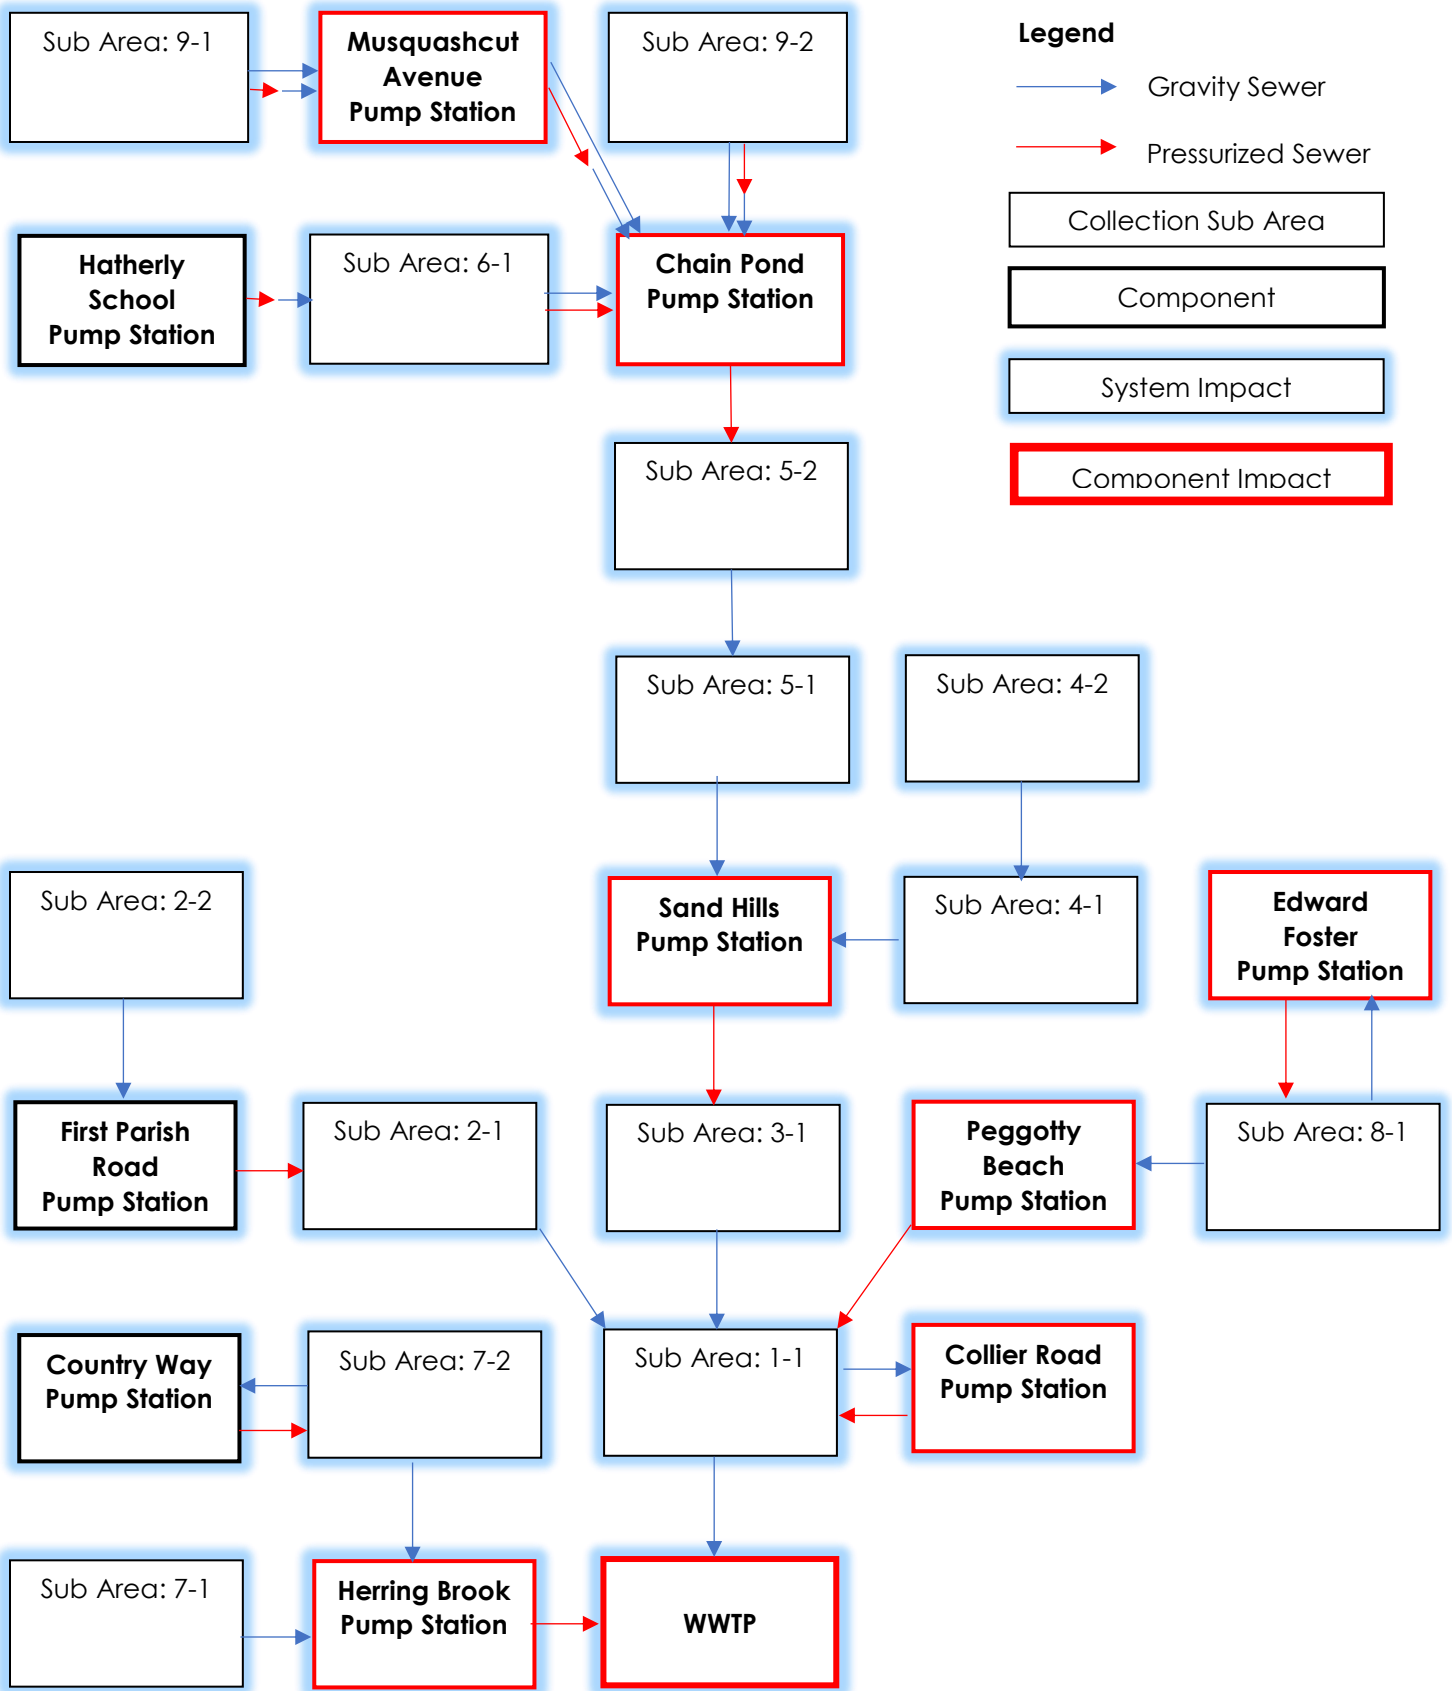 Sub Area: 9-1
Musquashcut
Avenue
Pump Station
Sub Area: 9-2
Legend
Gravity Sewer
Pressurized Sewer
Collection Sub Area
Component
System Impact
Component Impact
Hatherly
School
Pump Station
Sub Area: 6-1
Chain Pond
Pump Station
Sub Area: 5-2
Sub Area: 5-1
Sub Area: 4-2
Sub Area: 2-2
Sand Hills
Pump Station
Sub Area: 4-1
Edward
Foster
Pump Station
First Parish
Road
Pump Station
Sub Area: 2-1
Sub Area: 3-1
Peggotty
Beach
Pump Station
Sub Area: 8-1
Country Way
Pump Station
Sub Area: 7-2
Sub Area: 1-1
Collier Road
Pump Station
Sub Area: 7-1
Herring Brook
Pump Station
WWTP